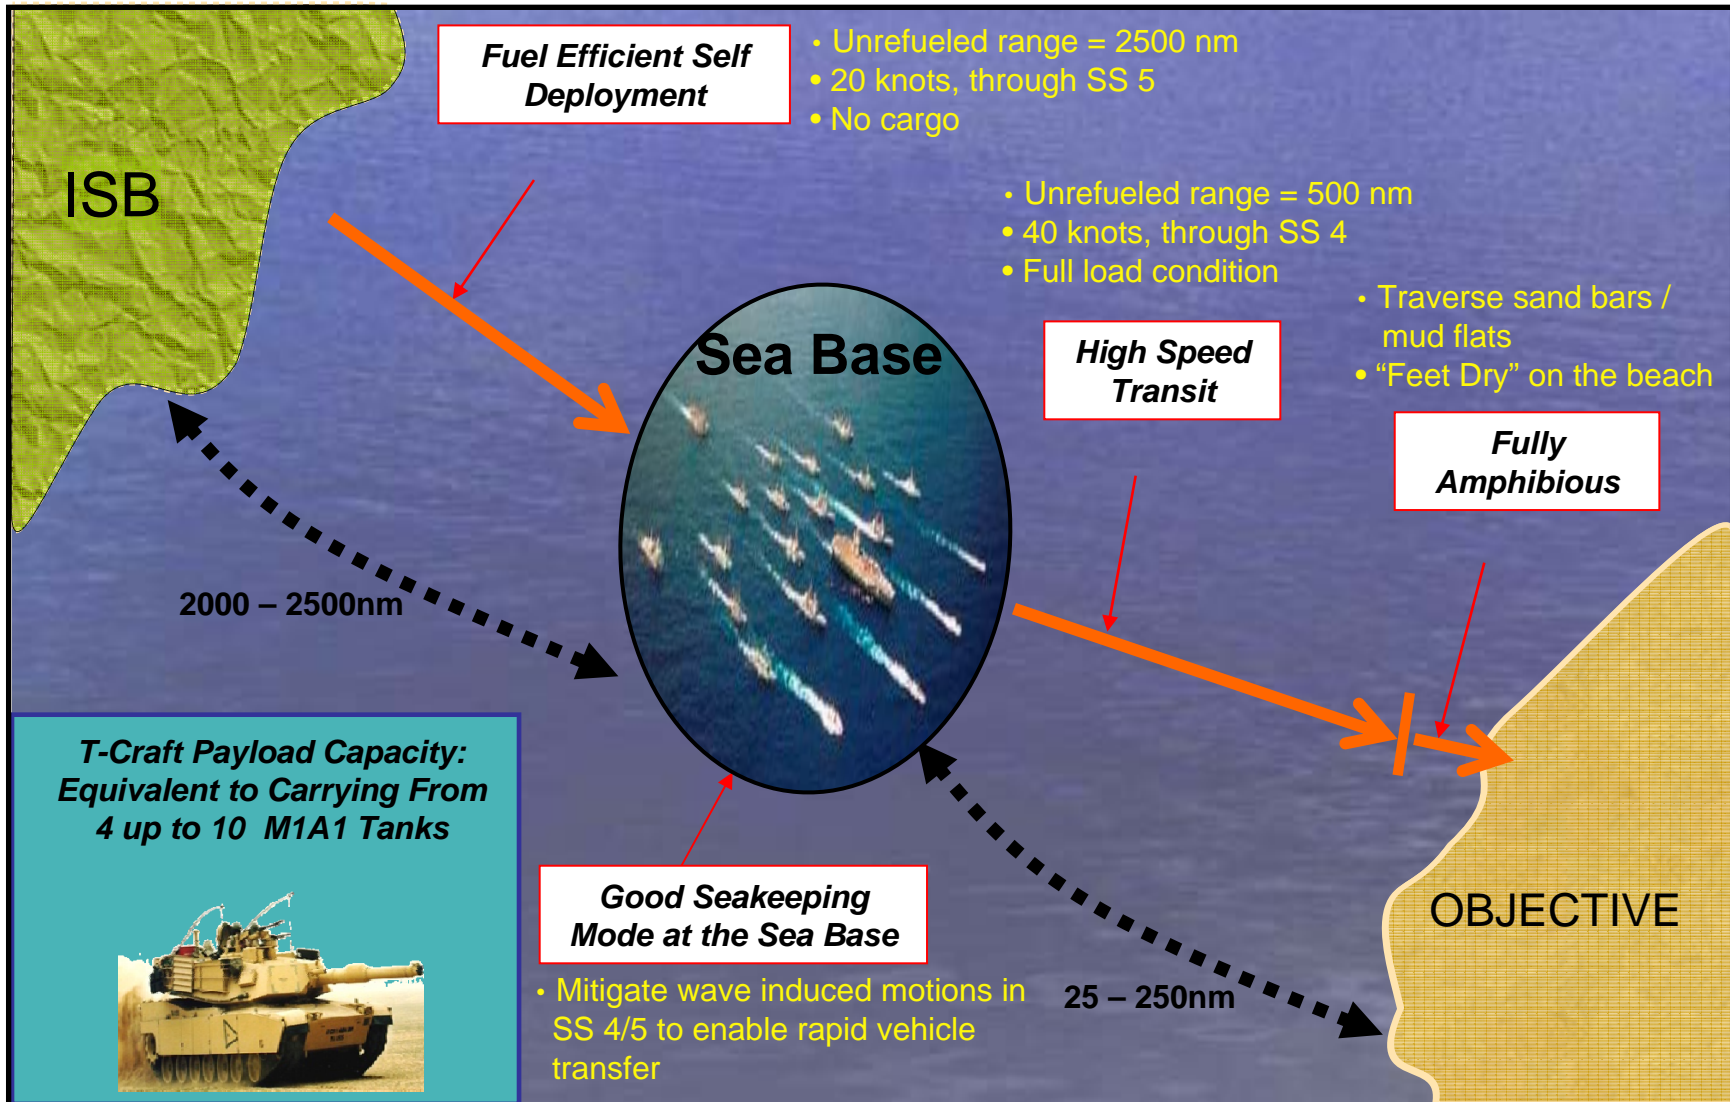 Fuel Efficient Self
Deployment
• Unrefueled range = 2500 nm
• 20 knots, through SS 5
• No cargo
ISB
• Unrefueled range = 500 nm
• 40 knots, through SS 4
• Full load condition
• Traverse sand bars /
mud flats
• “Feet Dry” on the beach
Sea Base
High Speed
Transit
Fully
Amphibious
2000 – 2500nm
T-Craft Payload Capacity:
Equivalent to Carrying From
4 up to 10 M1A1 Tanks
Good Seakeeping
Mode at the Sea Base
• Mitigate wave induced motions in
SS 4/5 to enable rapid vehicle
transfer
25 – 250nm
OBJECTIVE